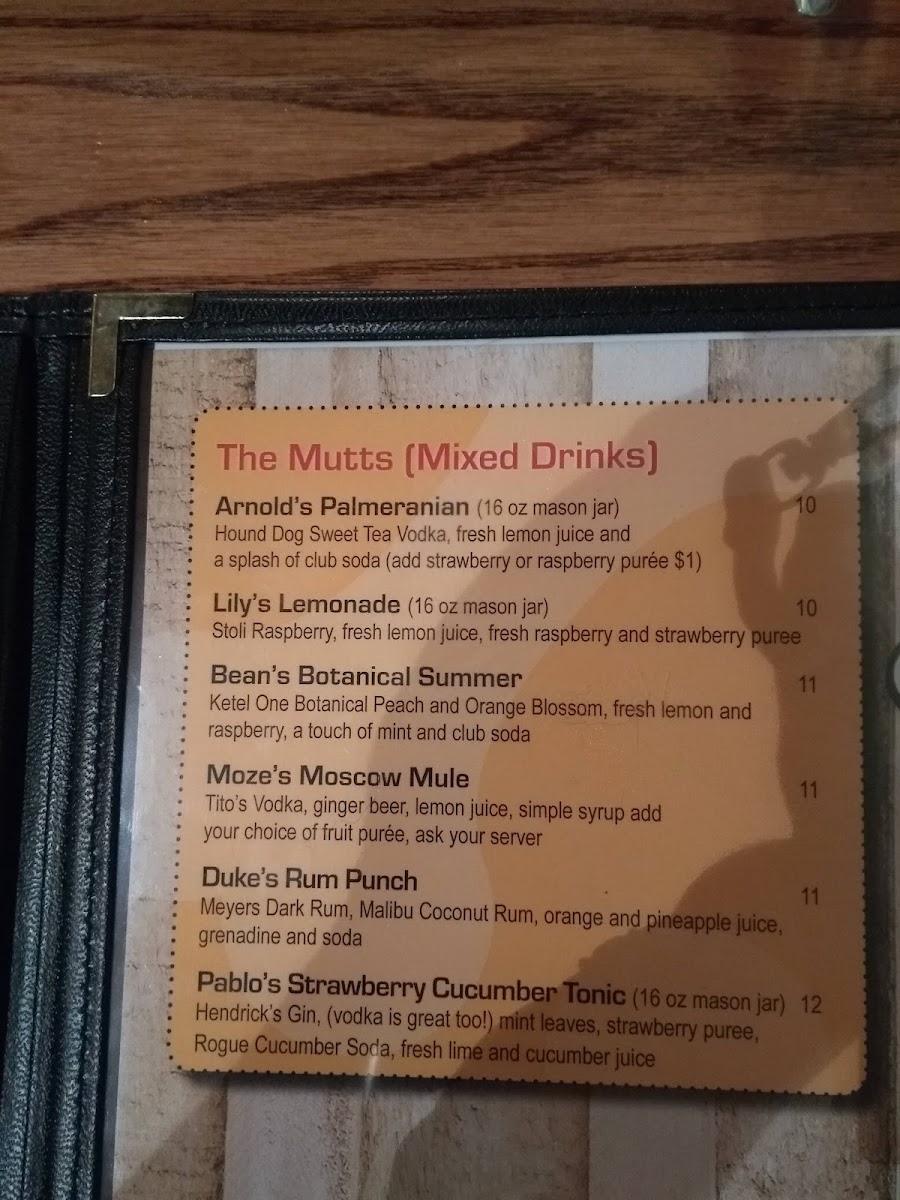 The Mutts (Mixed Drinks)
Arnold's Palmeranian (16 oz mason jar) 10
Hound Dog Sweet Tea Vodka, fresh lemon juice and
a splash of club soda (add strawberry or raspberry purée $1)
Lily's Lemonade (16 oz mason jar) 10
Stoli Raspberry, fresh lemon juice, fresh raspberry and strawberry puree
Bean's Botanical Summer 11
Ketel One Botanical Peach and Orange Blossom, fresh lemon and
raspberry, a touch of mint and club soda
Moze's Moscow Mule 11
Tito's Vodka, ginger beer, lemon juice, simple syrup add
your choice of fruit purée, ask your server
Duke's Rum Punch 11
Meyers Dark Rum, Malibu Coconut Rum, orange and pineapple juice,
grenadine and soda
Pablo's Strawberry Cucumber Tonic (16 oz mason jar) 12
Hendrick's Gin, (vodka is great too!) mint leaves, strawberry puree,
Rogue Cucumber Soda, fresh lime and cucumber juice